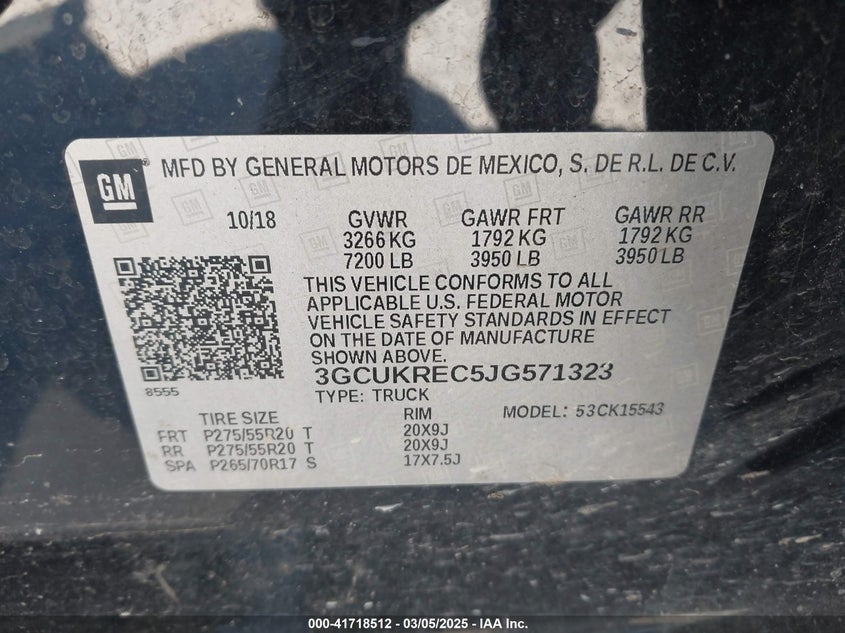 GM
MFD BY GENERAL MOTORS DE MEXICO, S. DE R.L. DE C.V.
10/18 GVWR GAWR FRT GAWR RR
3266 KG 1792 KG 1792 KG
7200 LB 3950 LB 3950 LB
THIS VEHICLE CONFORMS TO ALL
APPLICABLE U.S. FEDERAL MOTOR
VEHICLE SAFETY STANDARDS IN EFFECT
ON THE DATE OF MANUFACTURE
SHOWN ABOVE.
3GCUKREC5JG571323
8555
TYPE: TRUCK MODEL: 53CK15543
TIRE SIZE RIM
FRT P275/55R20 T 20X9J
RR P275/55R20 T 20X9J
SPA P265/70R17 S 17X7.5J
000-41718512 — 03/05/2025 — IAA Inc.